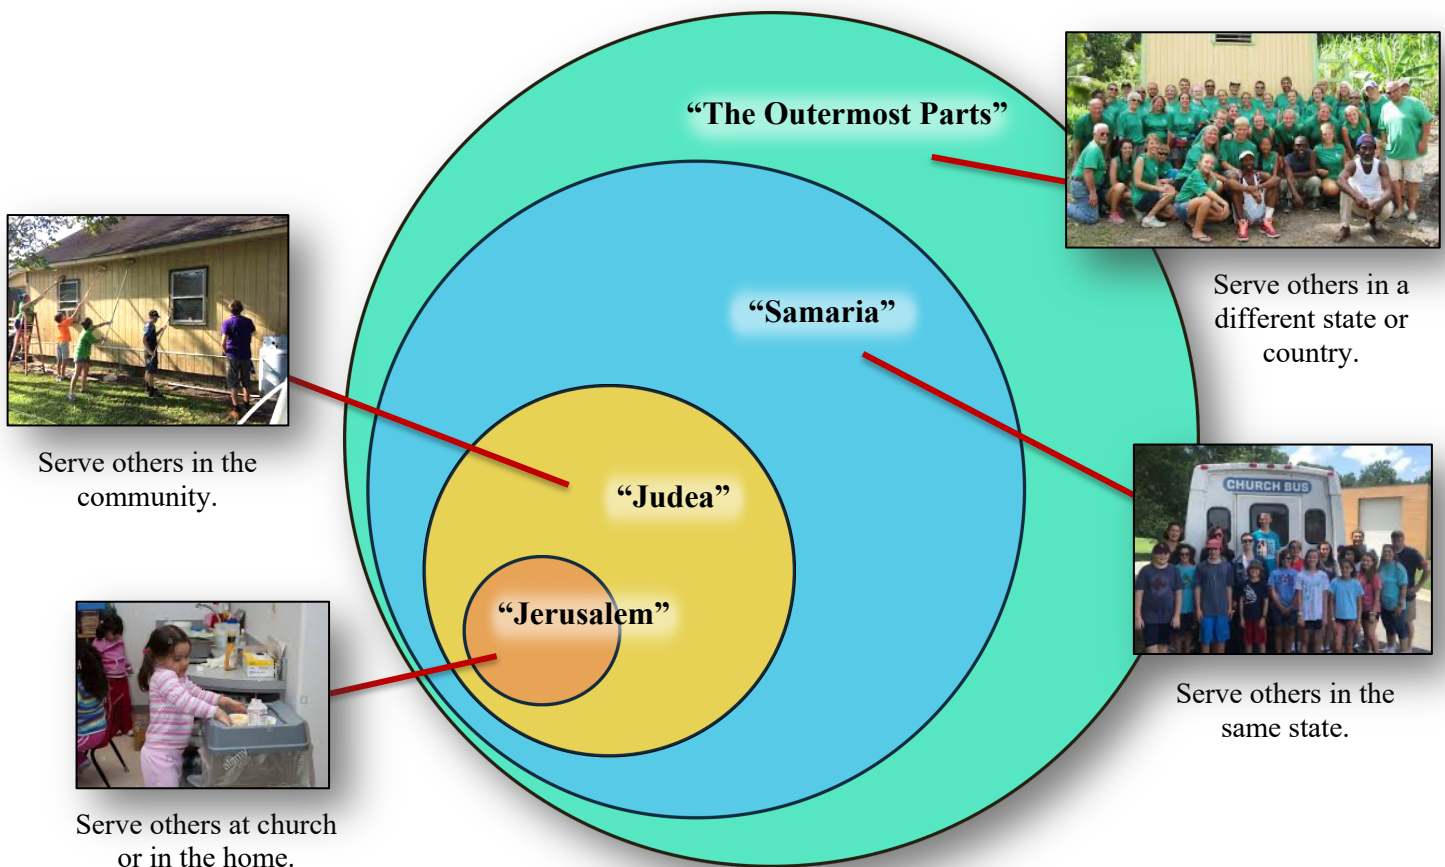 “The Outermost Parts”
Serve others in a
different state or
country.
“Samaria”
Serve others in the
community.
“Judea”
CHURCH BUS
“Jerusalem”
Serve others in the
same state.
alamy
Serve others at church
or in the home.